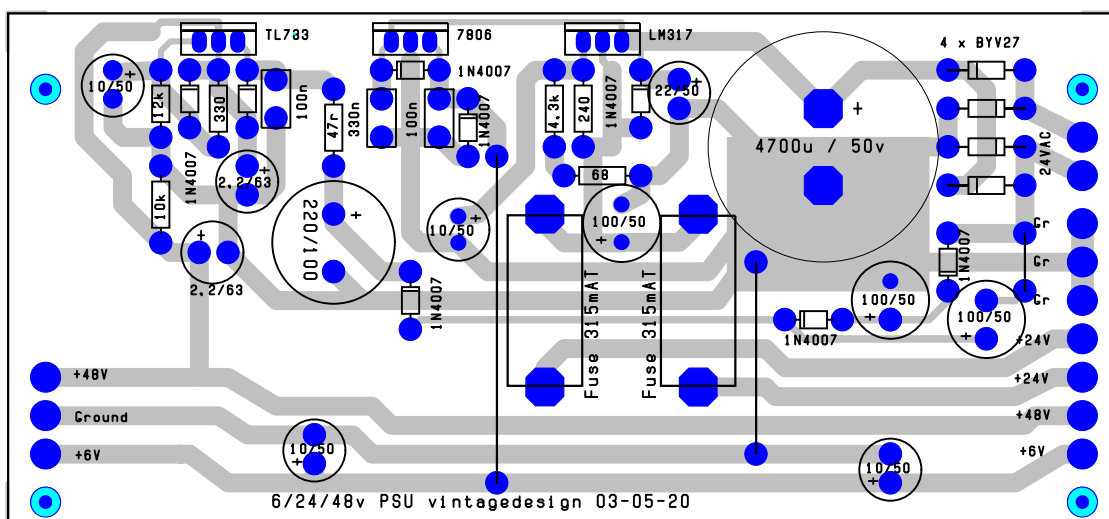 TL783
7806
LM317
4 x BYV27
10/50
+
12k
330
100n
1N4007
47r
330n
100n
1N4007
1N4007
4.3k
240
1N4007
22/50
+
+
4700u / 50v
24VAC
68
10k
2,2/63
+
+
2,2/63
220/100
+
10/50
+
100/50
+
Gr
Gr
Gr
1N4007
1N4007
Fuse 315mAT
Fuse 315mAT
1N4007
100/50
+
100/50
+
+24V
+24V
+48V
+6V
+48V
Ground
+6V
10/50
+
10/50
+
6/24/48v PSU vintagedesign 03-05-20